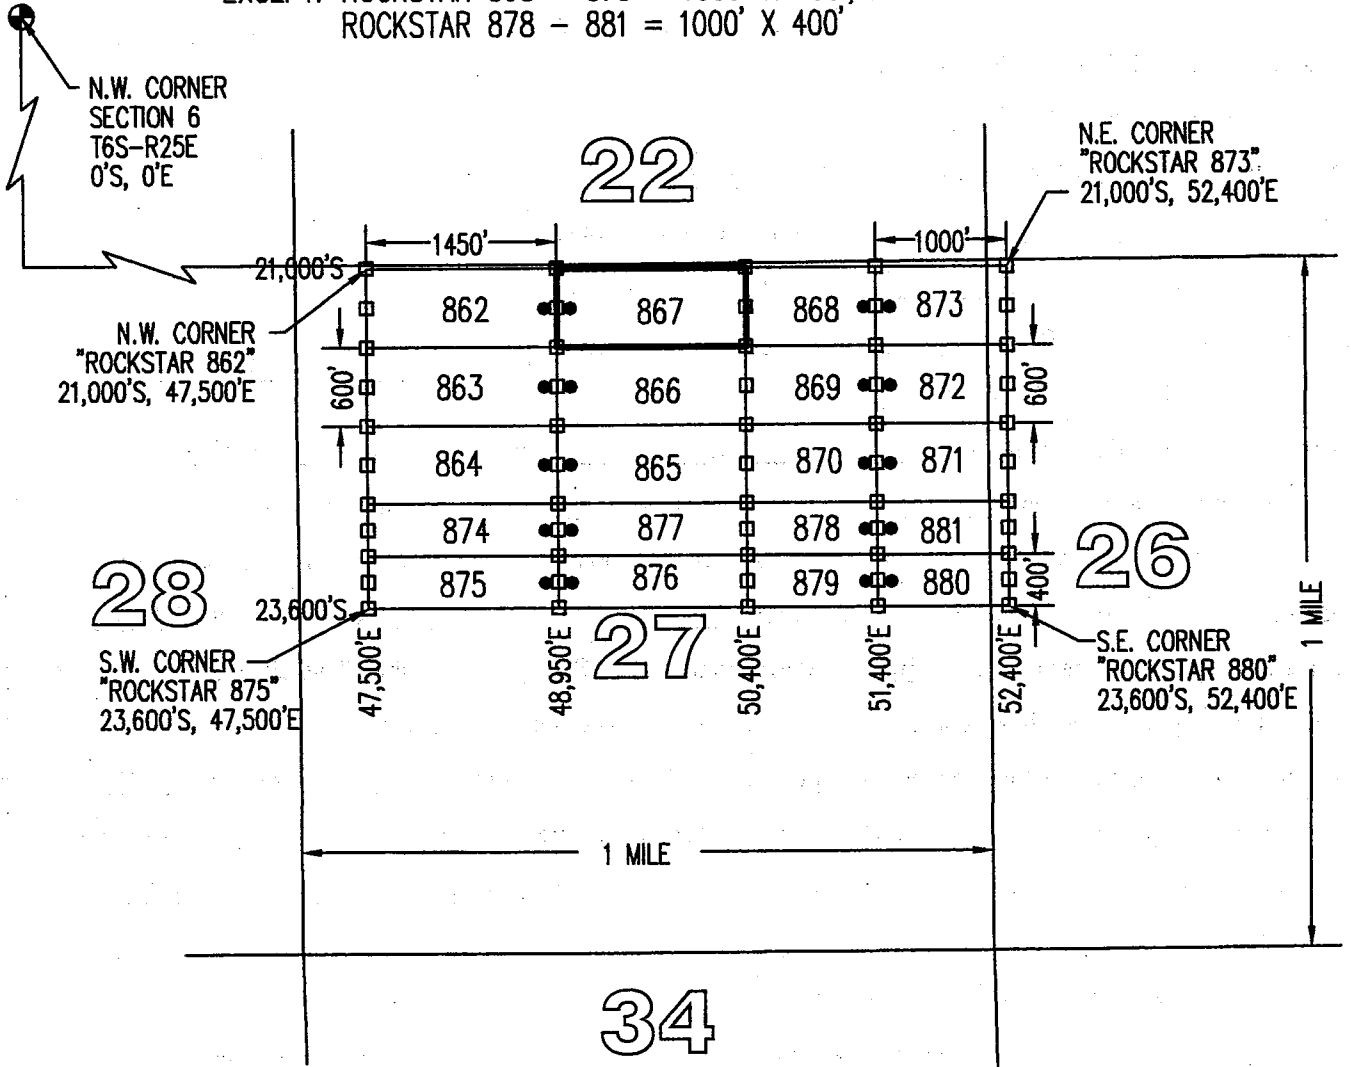 ROCKSTAR 878 - 881 = 1000' X 400'
N.W. CORNER
SECTION 6
T6S-R25E
0'S, 0'E
22
N.E. CORNER
"ROCKSTAR 873"
21,000'S, 52,400'E
1450'
1000'
21,000'S
862
867
868
873
N.W. CORNER
"ROCKSTAR 862"
21,000'S, 47,500'E
600'
863
866
869
872
600'
864
865
870
871
874
877
878
881
28
26
875
876
879
880
400'
23,600'S
1 MILE
27
S.W. CORNER
"ROCKSTAR 875"
23,600'S, 47,500'E
47,500'E
48,950'E
50,400'E
51,400'E
52,400'E
S.E. CORNER
"ROCKSTAR 880"
23,600'S, 52,400'E
1 MILE
34